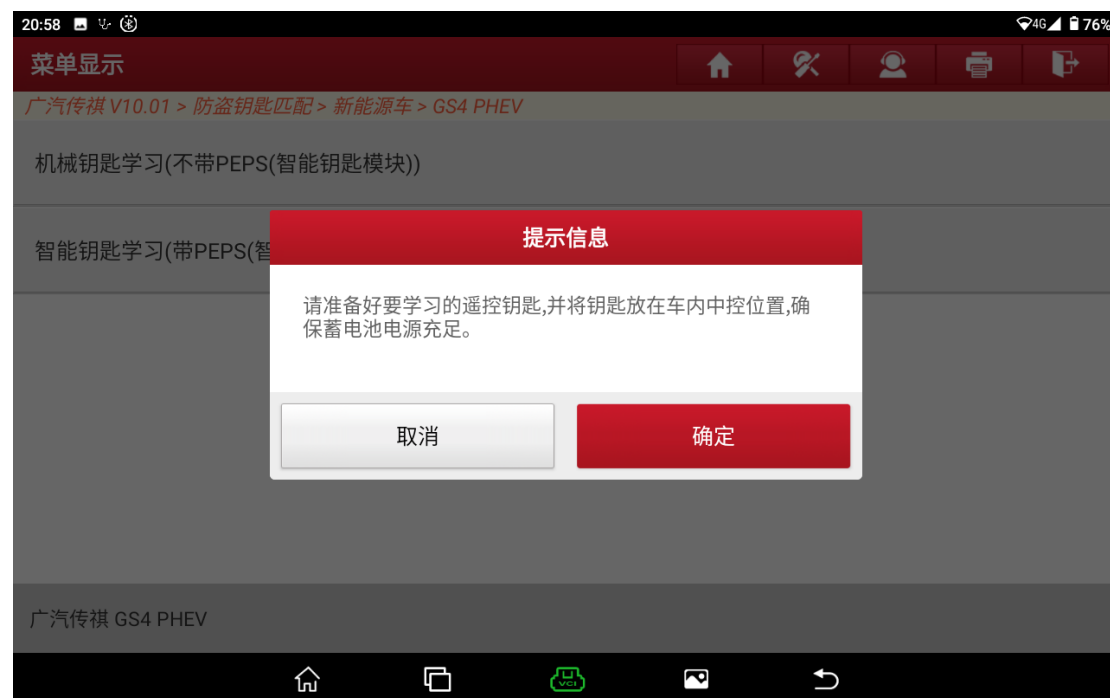 20:58
4G 76%
菜单显示
广汽传祺 V10.01 > 防盗钥匙匹配 > 新能源车 > GS4 PHEV
机械钥匙学习(不带PEPS(智能钥匙模块))
智能钥匙学习(带PEPS(智
提示信息
请准备好要学习的遥控钥匙,并将钥匙放在车内中控位置,确
保蓄电池电源充足。
取消
确定
广汽传祺 GS4 PHEV
VCI